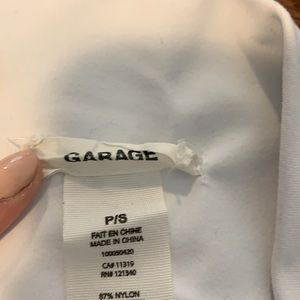 GARAGE
P/S
FAIT EN CHINE
MADE IN CHINA
100050420
CA# 11319
RN# 121340
87% NYLON